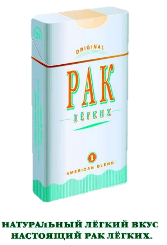 ORIGINAL
РАК
ЛЁГКИХ
1
AMERICAN BLEND
НАТУРАЛЬНЫЙ ЛЁГКИЙ ВКУС
НАСТОЯЩИЙ РАК ЛЁГКИХ.